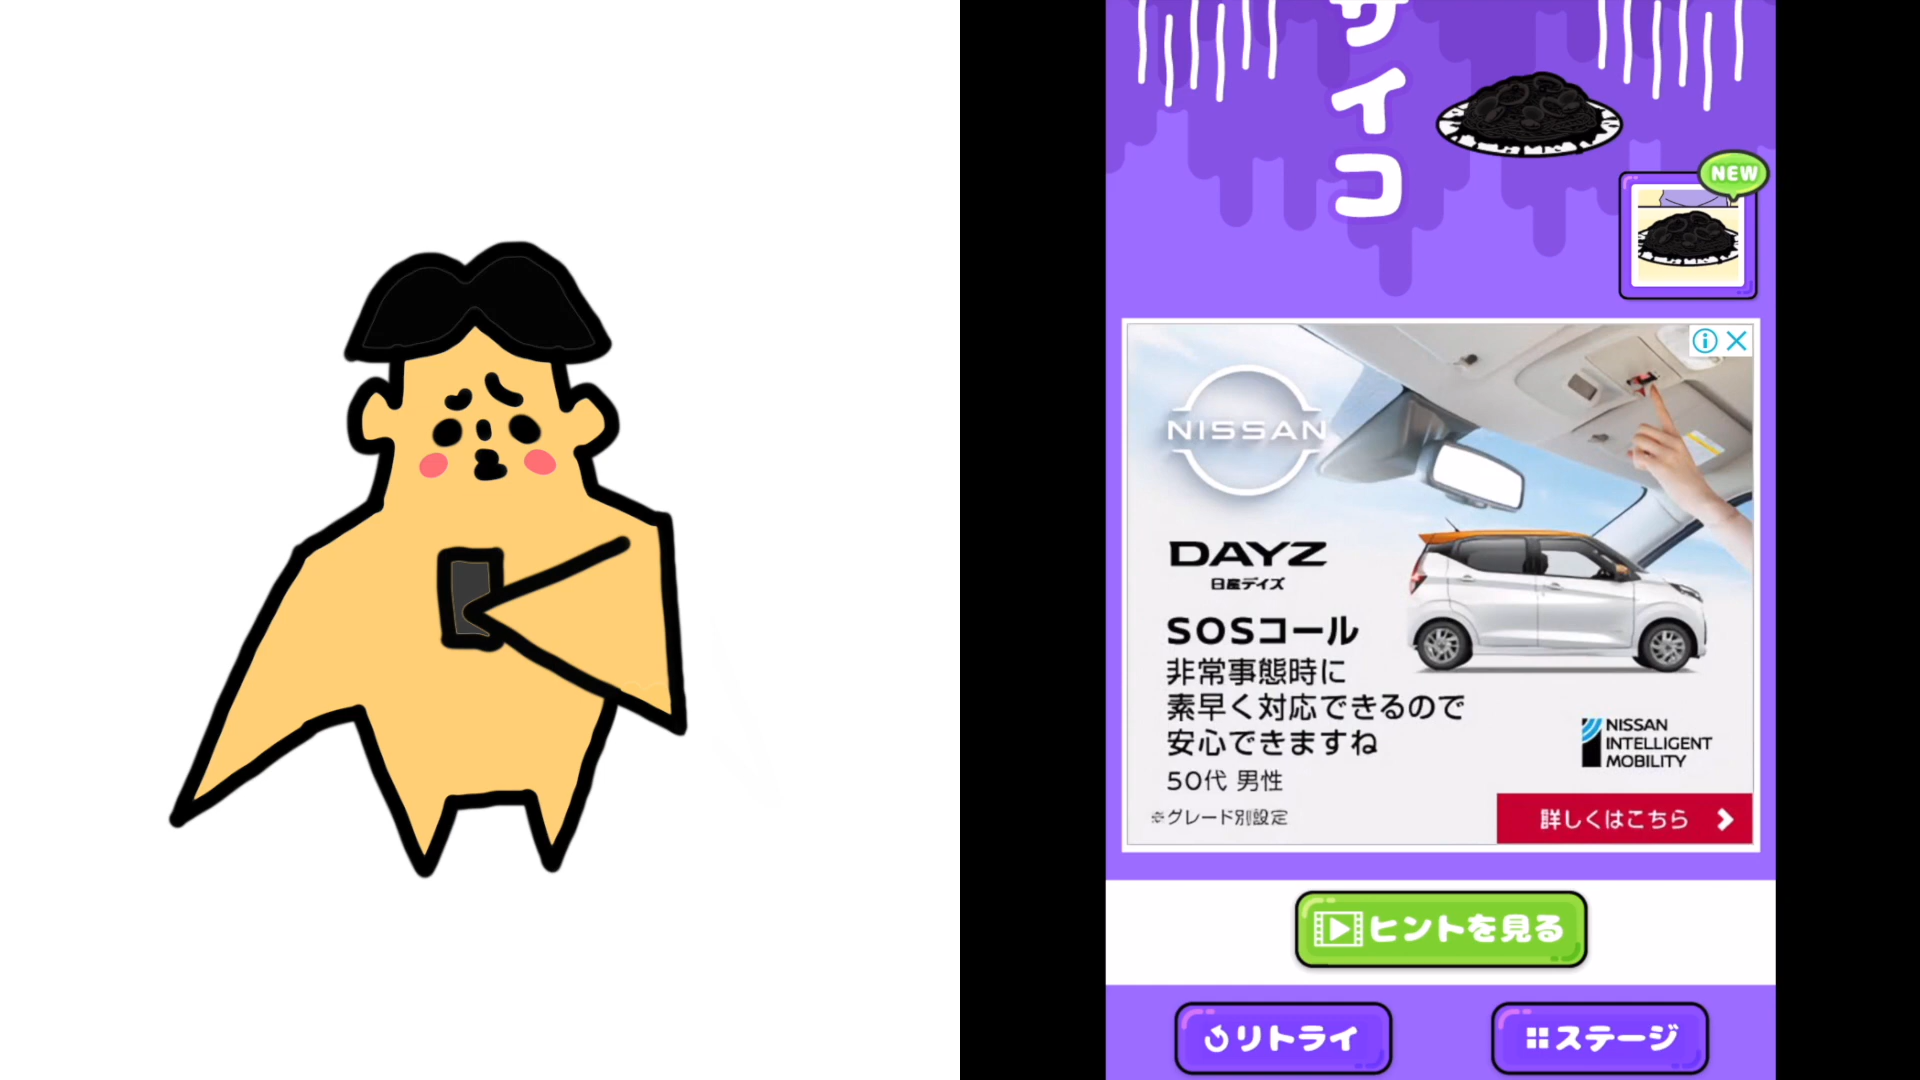 サイコ
NEW
NISSAN
DAYZ
日産デイズ
SOSコール
非常事態時に
素早く対応できるので
安心できますね
50代 男性
※グレード別設定
NISSAN
INTELLIGENT
MOBILITY
詳しくはこちら
ヒントを見る
リトライ
ステージ